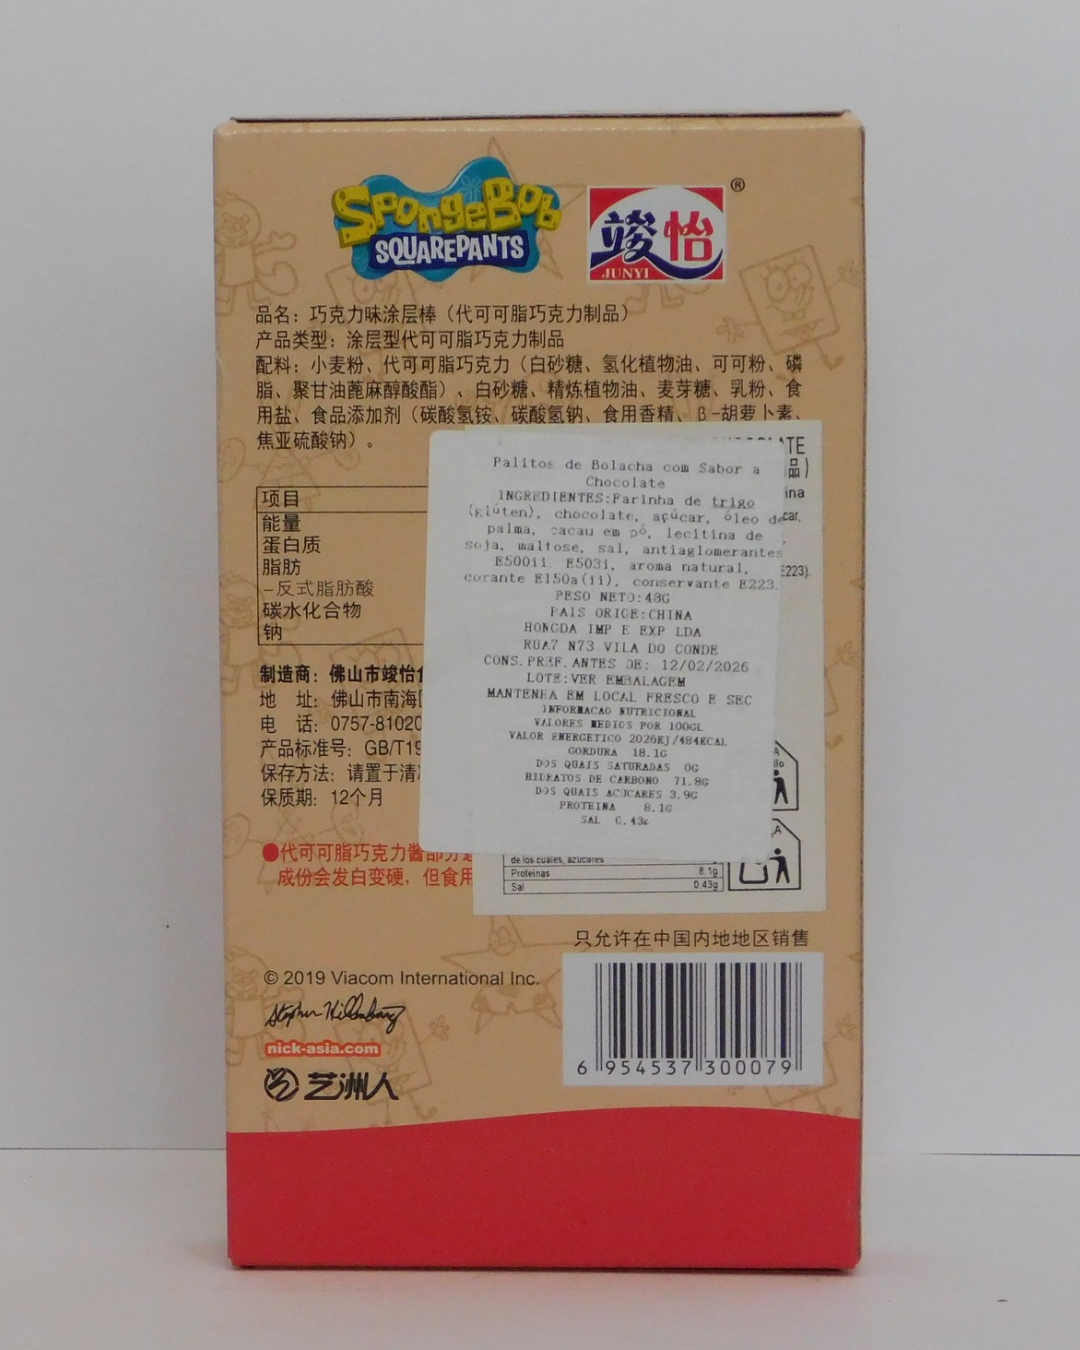 SPONGEBOB
SQUAREPANTS
竣怡
JUNYI
®
品名：巧克力味涂层棒（代可可脂巧克力制品）
产品类型：涂层型代可可脂巧克力制品
配料：小麦粉、代可可脂巧克力（白砂糖、氢化植物油、可可粉、磷
脂、聚甘油蓖麻醇酸酯）、白砂糖、精炼植物油、麦芽糖、乳粉、食
用盐、食品添加剂（碳酸氢铵、碳酸氢钠、食用香精、β-胡萝卜素、
焦亚硫酸钠）。
项目
能量
蛋白质
脂肪
-反式脂肪酸
碳水化合物
钠
制造商：佛山市竣怡
地 址：佛山市南海
电 话：0757-81020
产品标准号：GB/T19
保存方法：请置于清
保质期：12个月
●代可可脂巧克力酱部分
成份会发白变硬，但食用
品)
ina
car,
E223).
Palitos de Bolacha com Sabor a
Chocolate
INGREDIENTES:Farinha de trigo
(glúten), chocolate, açúcar, óleo de
palma, cacau em pó, lecitina de
soja, maltose, sal, antiaglomerantes
E500ii E503i, aroma natural,
corante E150a(ii), conservante E223.
PESO NETO:48G
PAIS ORIGE:CHINA
HONGDA IMP E EXP LDA
RUA7 N73 VILA DO CONDE
CONS.PREF.ANTES DE: 12/02/2026
LOTE:VER EMBALAGEM
MANTENHA EM LOCAL FRESCO E SEC
INFORMACAO NUTRICIONAL
VALORES MEDIOS POR 100GL
VALOR ENERGETICO 2026KJ/484KCAL
GORDURA 18.1G
DOS QUAIS SATURADAS 0G
HIDRATOS DE CARBONO 71.8G
DOS QUAIS ACUCARES 3.9G
PROTEINA 8.1G
SAL 0.43G
de los cuales, azucares
Proteinas 8.1g
Sal 0.43g
只允许在中国内地地区销售
© 2019 Viacom International Inc.
Stephen Hillenburg
nick-asia.com
艺洲人
6 954537 300079